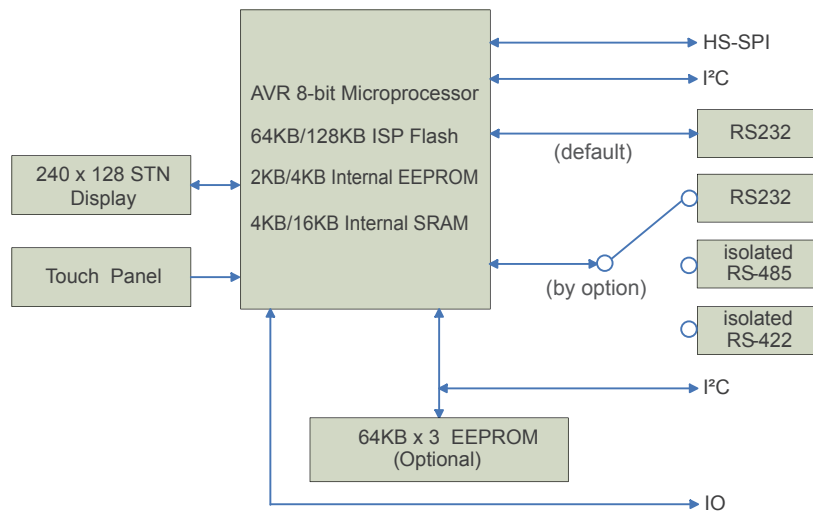 AVR 8-bit Microprocessor
64KB/128KB ISP Flash
2KB/4KB Internal EEPROM
4KB/16KB Internal SRAM
240 x 128 STN
Display
Touch Panel
HS-SPI
I²C
(default)
RS232
RS232
(by option)
isolated
RS-485
isolated
RS-422
I²C
64KB x 3 EEPROM
(Optional)
IO